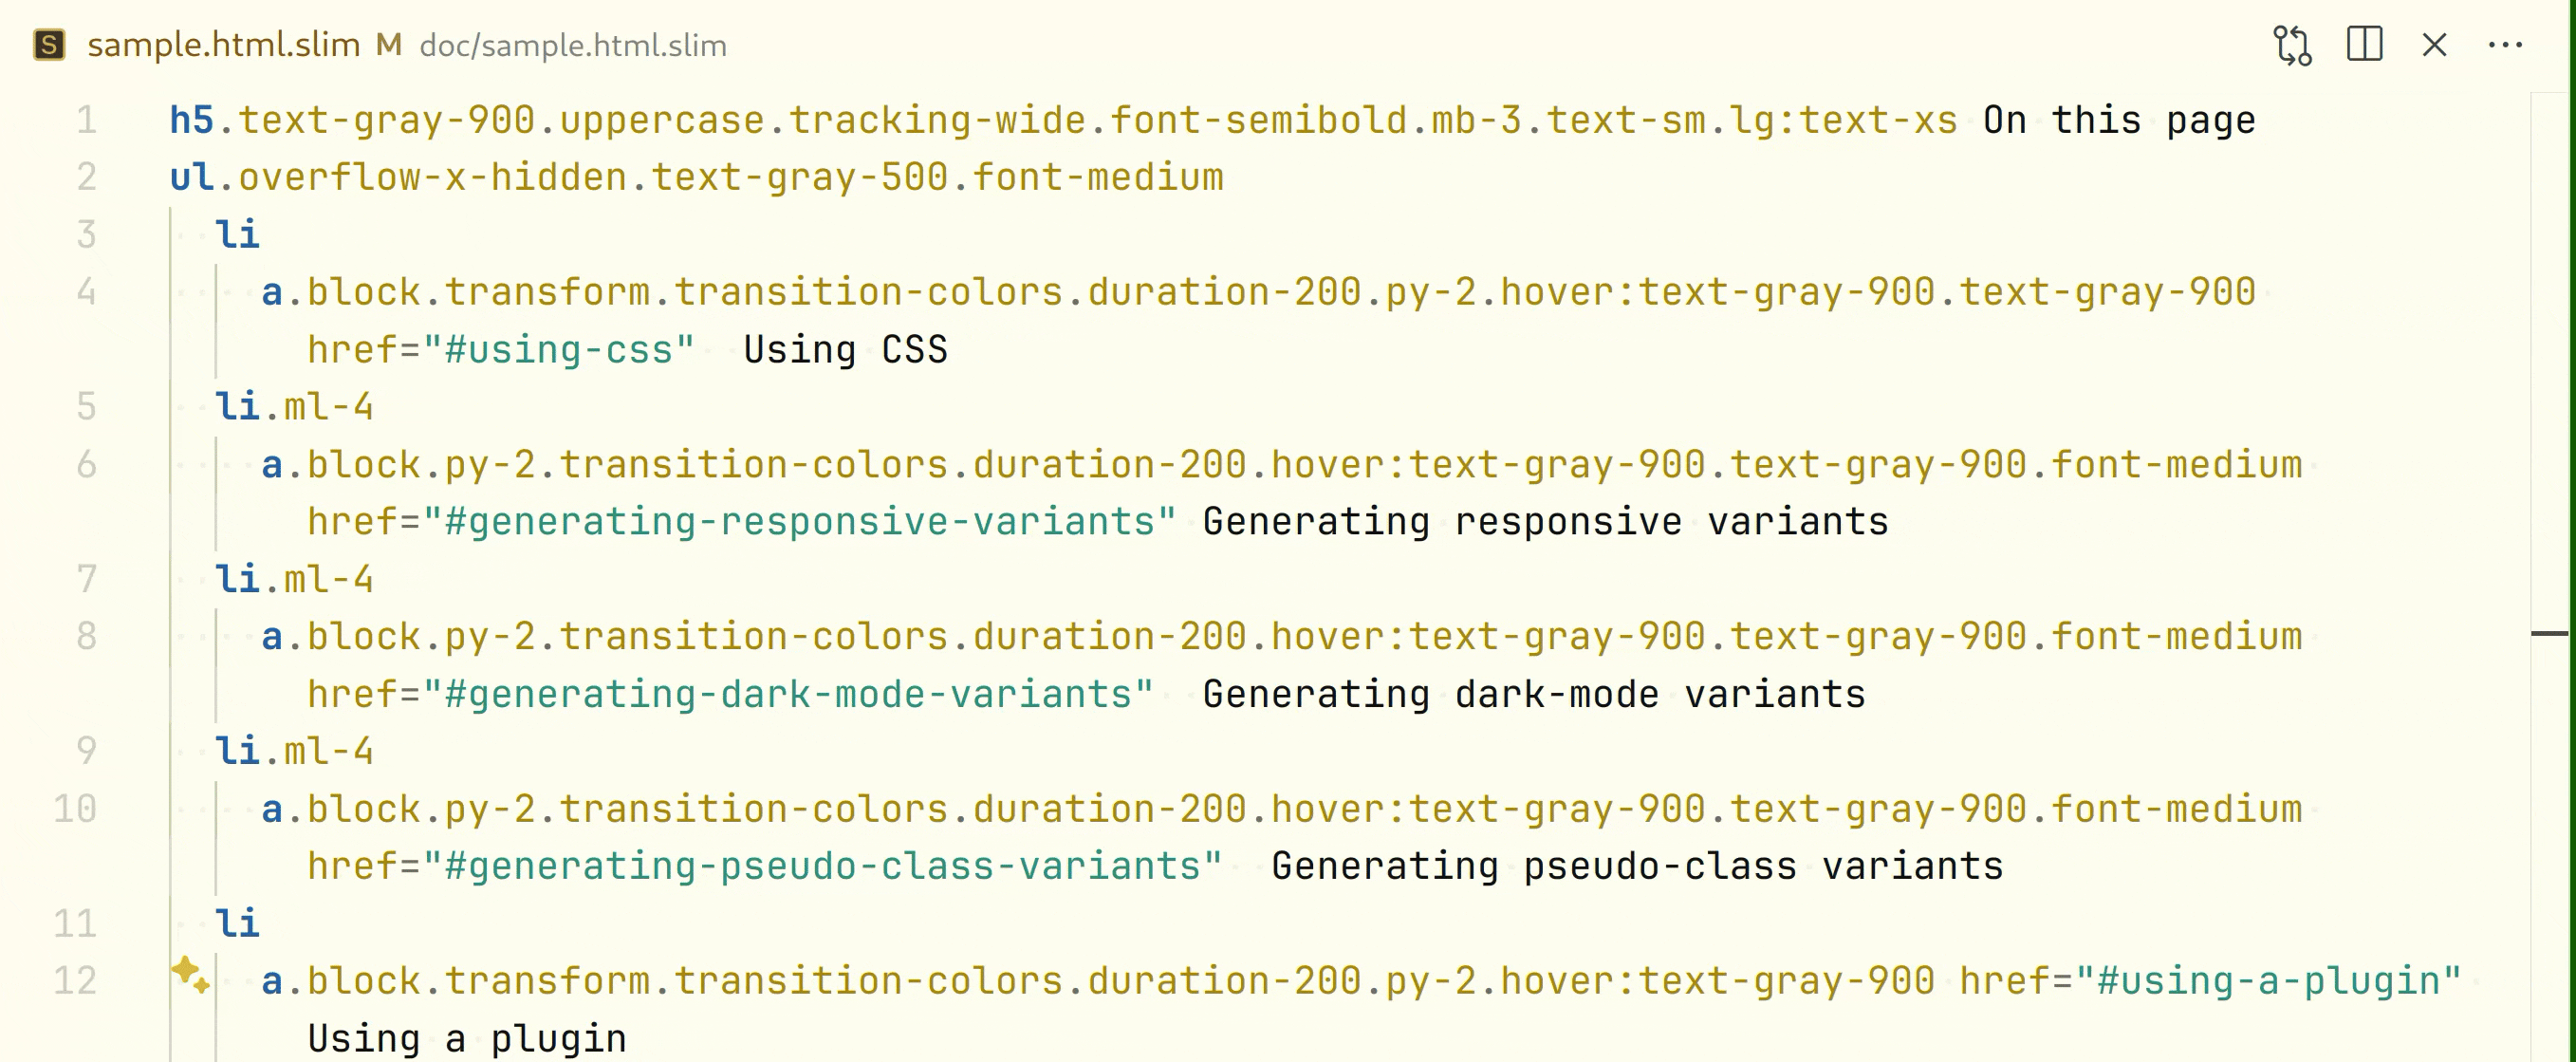 S sample.html.slim M doc/sample.html.slim
1 h5.text-gray-900.uppercase.tracking-wide.font-semibold.mb-3.text-sm.lg:text-xs On this page
2 ul.overflow-x-hidden.text-gray-500.font-medium
3 li
4 a.block.transform.transition-colors.duration-200.py-2.hover:text-gray-900.text-gray-900
href="#using-css"  Using CSS
5 li.ml-4
6 a.block.py-2.transition-colors.duration-200.hover:text-gray-900.text-gray-900.font-medium
href="#generating-responsive-variants" Generating responsive variants
7 li.ml-4
8 a.block.py-2.transition-colors.duration-200.hover:text-gray-900.text-gray-900.font-medium
href="#generating-dark-mode-variants"  Generating dark-mode variants
9 li.ml-4
10 a.block.py-2.transition-colors.duration-200.hover:text-gray-900.text-gray-900.font-medium
href="#generating-pseudo-class-variants"  Generating pseudo-class variants
11 li
12 a.block.transform.transition-colors.duration-200.py-2.hover:text-gray-900 href="#using-a-plugin"
Using a plugin